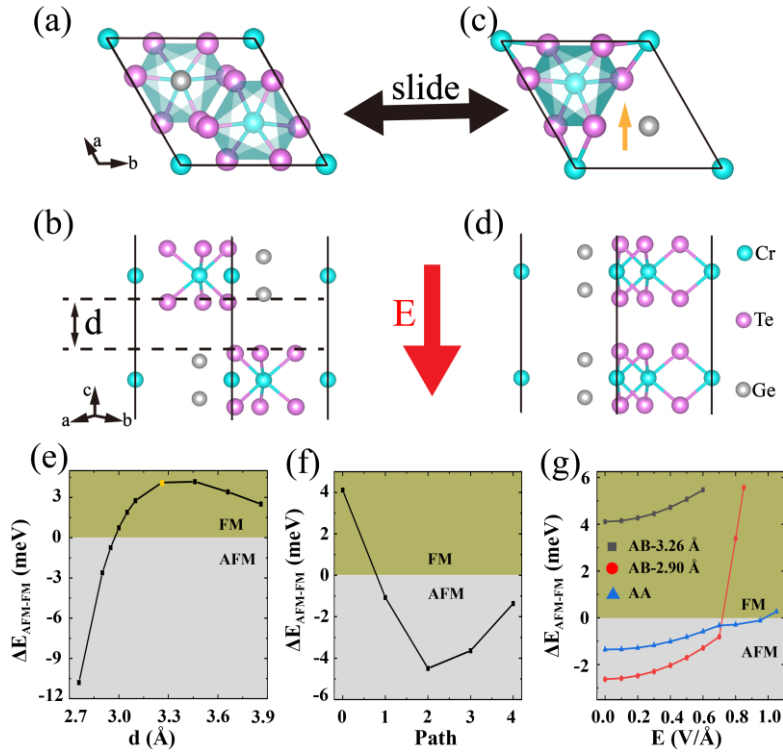 (a)
(c)
slide
a
b
(b)
(d)
d
E
Cr
Te
Ge
c
a
b
(e)
(f)
(g)
ΔE_AFM-FM (meV)
3
0
-3
-6
-9
-12
FM
AFM
2.7
3.0
3.3
3.6
3.9
d (Å)
ΔE_AFM-FM (meV)
4
2
0
-2
-4
-6
FM
AFM
0
1
2
3
4
Path
ΔE_AFM-FM (meV)
6
4
2
0
-2
AB-3.26 Å
AB-2.90 Å
AA
FM
AFM
0.0
0.2
0.4
0.6
0.8
1.0
E (V/Å)